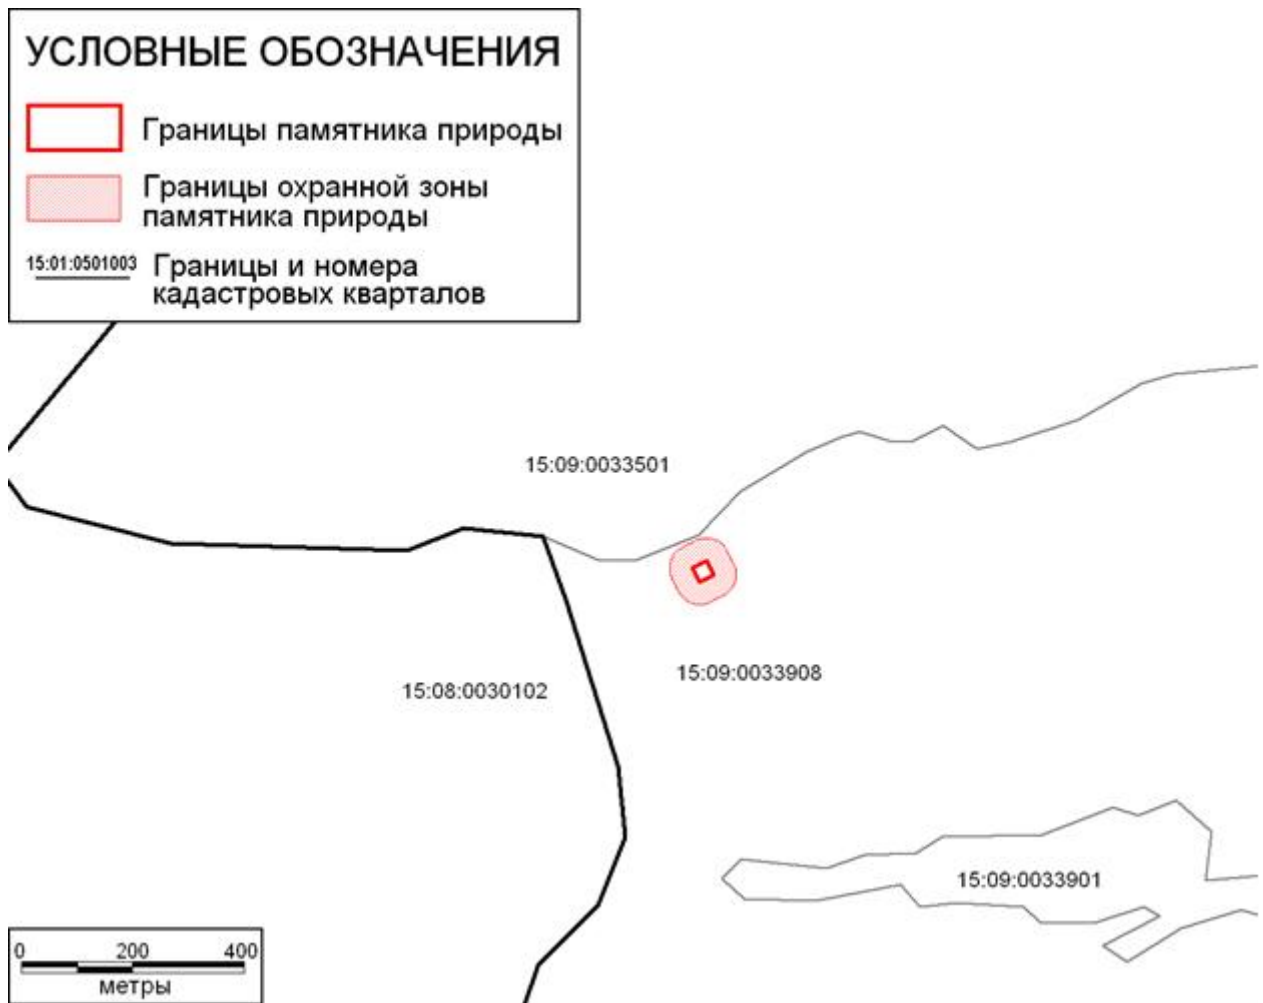 УСЛОВНЫЕ ОБОЗНАЧЕНИЯ
Границы памятника природы
Границы охранной зоны
памятника природы
15:01:0501003
Границы и номера
кадастровых кварталов
15:09:0033501
15:09:0033908
15:08:0030102
15:09:0033901
0 200 400
метры